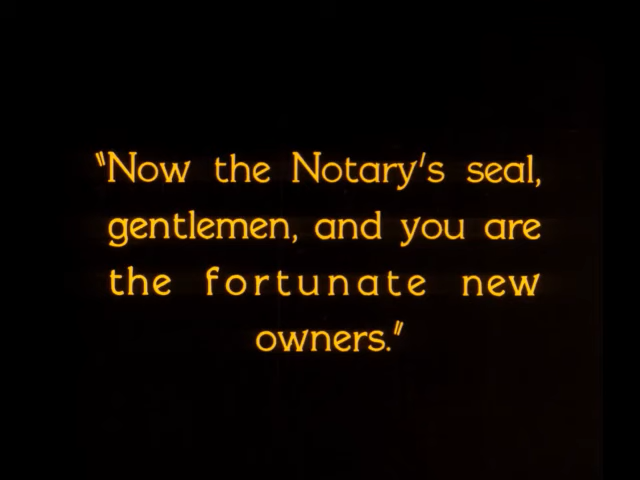 "Now the Notary's seal,
gentlemen, and you are
the fortunate new
owners."